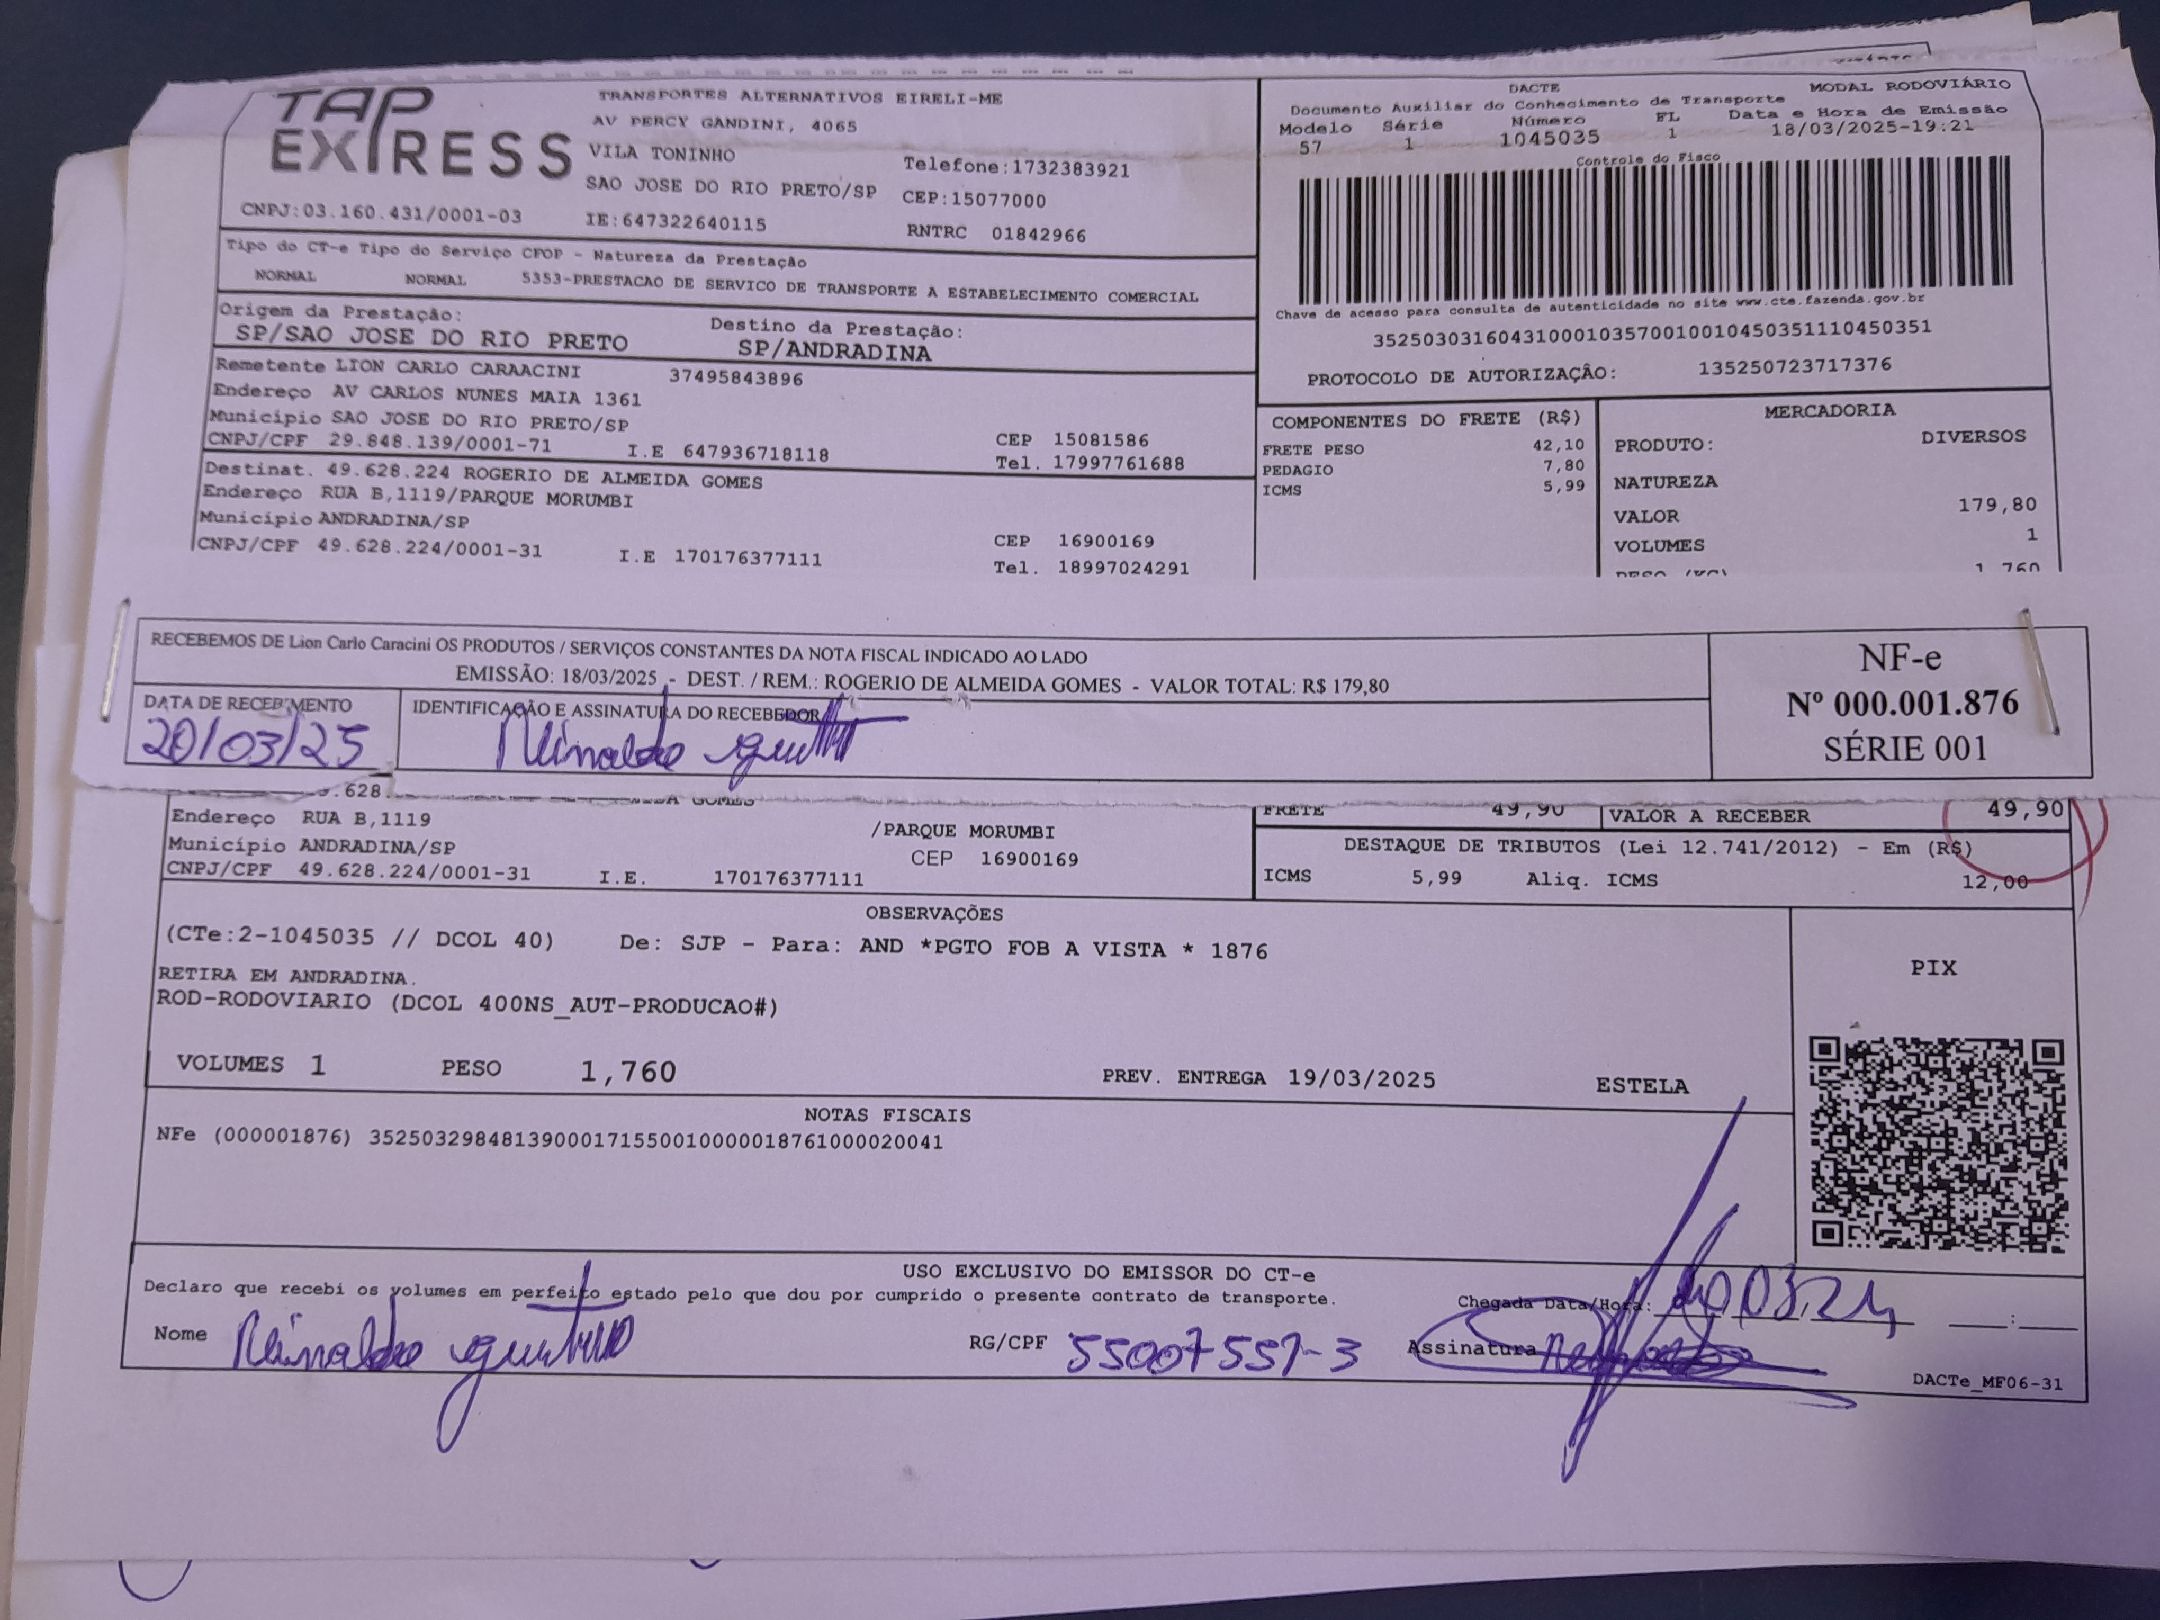 TAP EXPRESS
TRANSPORTES ALTERNATIVOS EIRELI-ME
AV PERCY GANDINI, 4065
VILA TONINHO
Telefone:1732383921
SAO JOSE DO RIO PRETO/SP CEP:15077000
CNPJ:03.160.431/0001-03 IE:647322640115 RNTRC 01842966
Tipo do CT-e Tipo do Serviço CFOP - Natureza da Prestação
NORMAL NORMAL 5353-PRESTACAO DE SERVICO DE TRANSPORTE A ESTABELECIMENTO COMERCIAL
Origem da Prestação: Destino da Prestação:
SP/SAO JOSE DO RIO PRETO SP/ANDRADINA
Remetente LION CARLO CARAACINI 37495843896
Endereço AV CARLOS NUNES MAIA 1361
Município SAO JOSE DO RIO PRETO/SP CEP 15081586
CNPJ/CPF 29.848.139/0001-71 I.E 647936718118 Tel. 17997761688
Destinat. 49.628.224 ROGERIO DE ALMEIDA GOMES
Endereço RUA B,1119/PARQUE MORUMBI
Município ANDRADINA/SP CEP 16900169
CNPJ/CPF 49.628.224/0001-31 I.E 170176377111 Tel. 18997024291
DACTE MODAL RODOVIÁRIO
Documento Auxiliar do Conhecimento de Transporte
Modelo Série Número FL Data e Hora de Emissão
57 1 1045035 1 18/03/2025-19:21
Controle do Fisco
Chave de acesso para consulta de autenticidade no site www.cte.fazenda.gov.br
35250303160431000103570010010450351110450351
PROTOCOLO DE AUTORIZAÇÃO: 135250723717376
COMPONENTES DO FRETE (R$)
FRETE PESO 42,10
PEDAGIO 7,80
ICMS 5,99
MERCADORIA
PRODUTO: DIVERSOS
NATUREZA
VALOR 179,80
VOLUMES 1
PESO (KG) 1,760
RECEBEMOS DE Lion Carlo Caracini OS PRODUTOS / SERVIÇOS CONSTANTES DA NOTA FISCAL INDICADO AO LADO
EMISSÃO: 18/03/2025 - DEST. / REM.: ROGERIO DE ALMEIDA GOMES - VALOR TOTAL: R$ 179,80
DATA DE RECEBIMENTO IDENTIFICAÇÃO E ASSINATURA DO RECEBEDOR
20/03/25 Reinaldo
NF-e
Nº 000.001.876
SÉRIE 001
.628. GOMES
Endereço RUA B,1119 /PARQUE MORUMBI
Município ANDRADINA/SP CEP 16900169
CNPJ/CPF 49.628.224/0001-31 I.E. 170176377111
FRETE 49,90 VALOR A RECEBER 49,90
DESTAQUE DE TRIBUTOS (Lei 12.741/2012) - Em (R$)
ICMS 5,99 Aliq. ICMS 12,00
OBSERVAÇÕES
(CTe:2-1045035 // DCOL 40) De: SJP - Para: AND *PGTO FOB A VISTA * 1876
RETIRA EM ANDRADINA.
ROD-RODOVIARIO (DCOL 400NS_AUT-PRODUCAO#)
VOLUMES 1 PESO 1,760 PREV. ENTREGA 19/03/2025 ESTELA
PIX
NOTAS FISCAIS
NFe (000001876) 35250329848139000171550010000018761000020041
USO EXCLUSIVO DO EMISSOR DO CT-e
Declaro que recebi os volumes em perfeito estado pelo que dou por cumprido o presente contrato de transporte.
Chegada Data/Hora:
Nome Reinaldo RG/CPF 55007557-3 Assinatura
DACTe_MF06-31